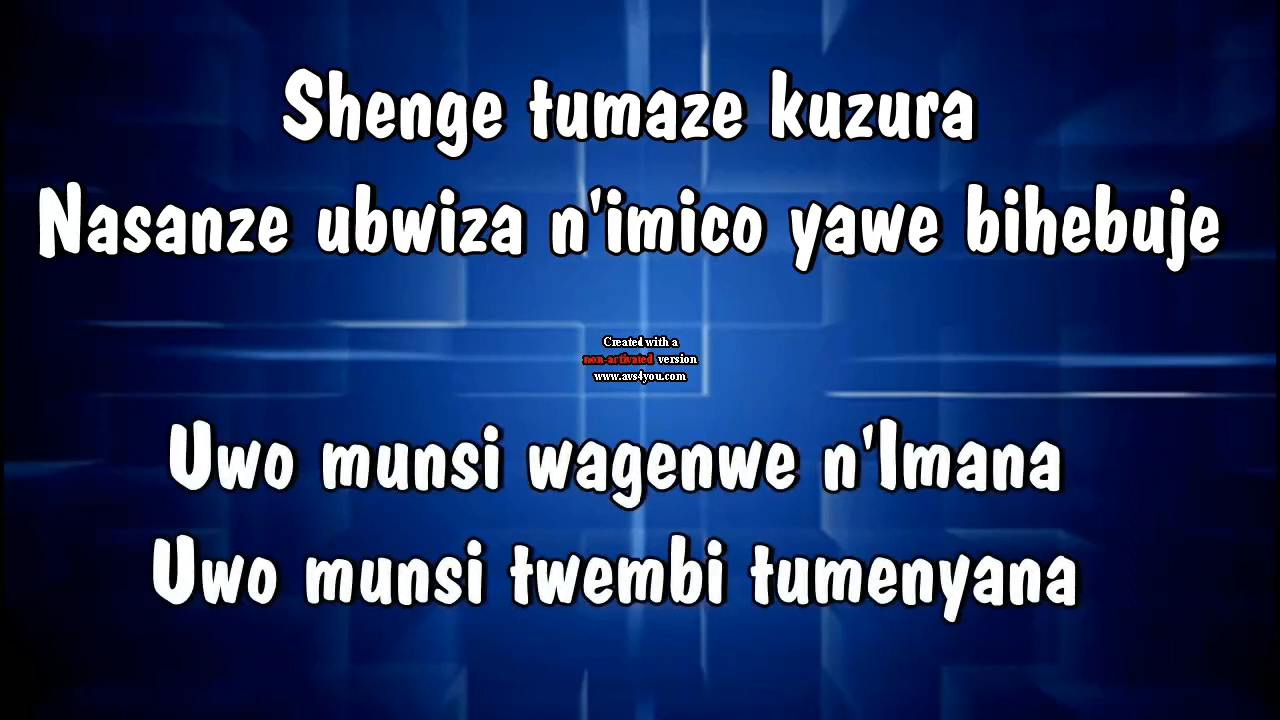 Shenge tumaze kuzura
Nasanze ubwiza n'imico yawe bihebuje
Created with a
non-activated version
www.avs4you.com
Uwo munsi wagenwe n'Imana
Uwo munsi twembi tumenyana